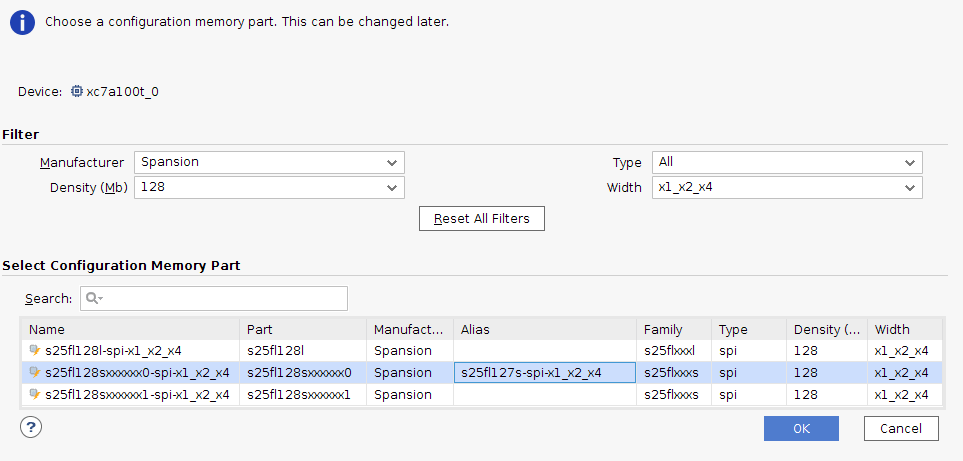 Choose a configuration memory part. This can be changed later.
Device: xc7a100t_0
Filter
Manufacturer Spansion Type All
Density (Mb) 128 Width x1_x2_x4
Reset All Filters
Select Configuration Memory Part
Search:
Name Part Manufact... Alias Family Type Density (... Width
s25fl128l-spi-x1_x2_x4 s25fl128l Spansion s25flxxxl spi 128 x1_x2_x4
s25fl128sxxxxxx0-spi-x1_x2_x4 s25fl128sxxxxxx0 Spansion s25fl127s-spi-x1_x2_x4 s25flxxxs spi 128 x1_x2_x4
s25fl128sxxxxxx1-spi-x1_x2_x4 s25fl128sxxxxxx1 Spansion s25flxxxs spi 128 x1_x2_x4
? OK Cancel